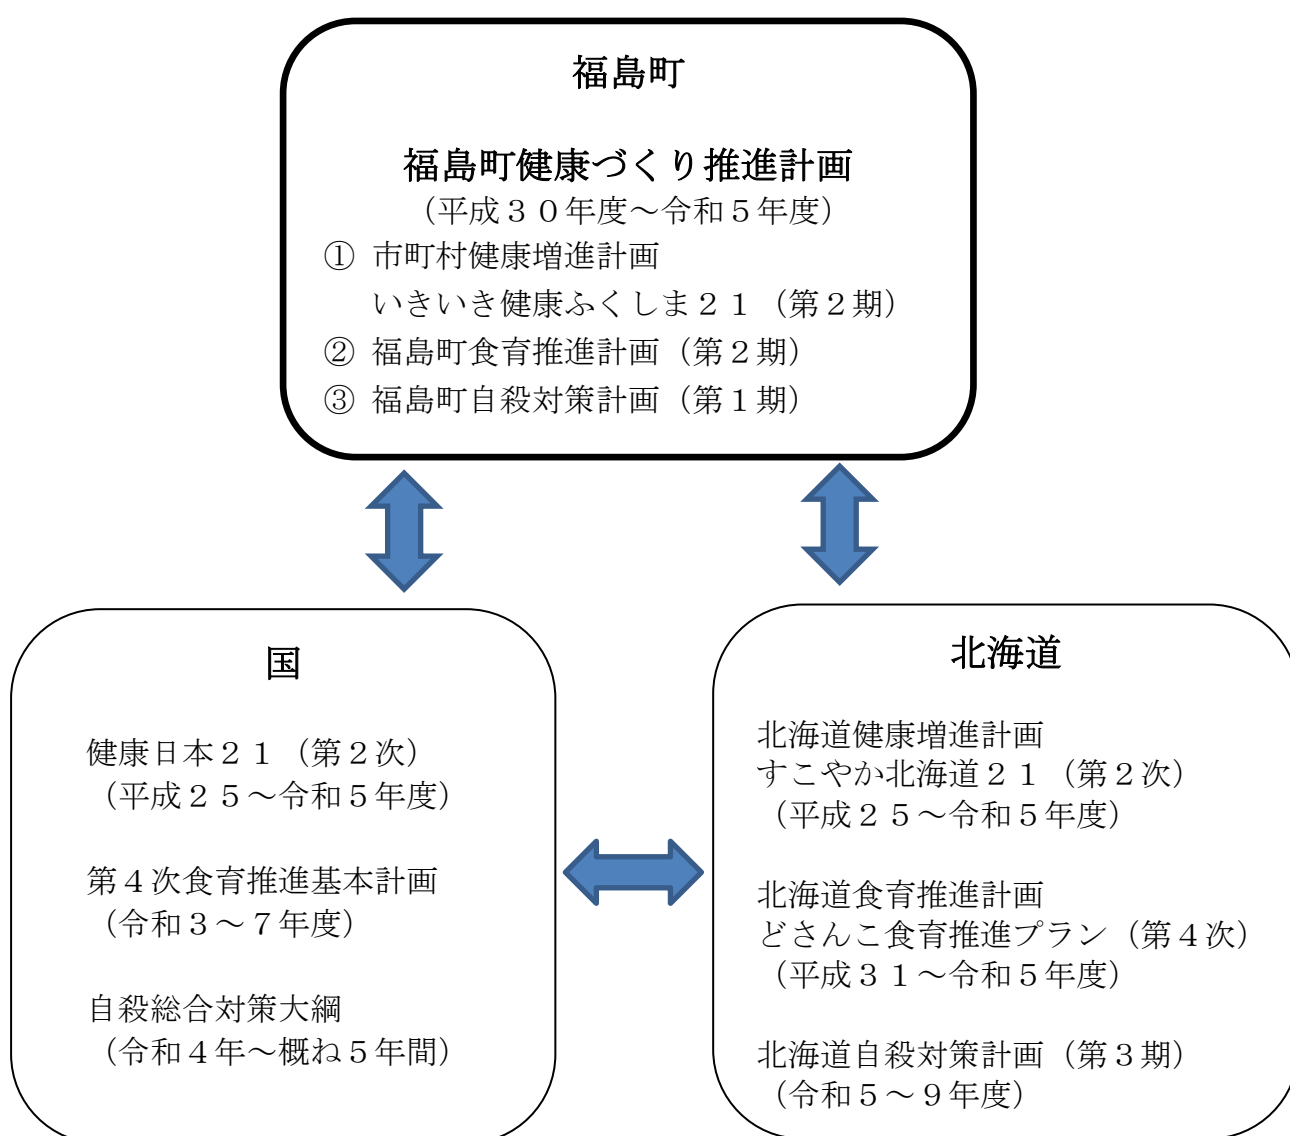 福島町
福島町健康づくり推進計画
（平成３０年度～令和５年度）
① 市町村健康増進計画
いきいき健康ふくしま２１（第２期）
② 福島町食育推進計画（第２期）
③ 福島町自殺対策計画（第１期）
国
健康日本２１（第２次）
（平成２５～令和５年度）
第４次食育推進基本計画
（令和３～７年度）
自殺総合対策大綱
（令和４年～概ね５年間）
北海道
北海道健康増進計画
すこやか北海道２１（第２次）
（平成２５～令和５年度）
北海道食育推進計画
どさんこ食育推進プラン（第４次）
（平成３１～令和５年度）
北海道自殺対策計画（第３期）
（令和５～９年度）